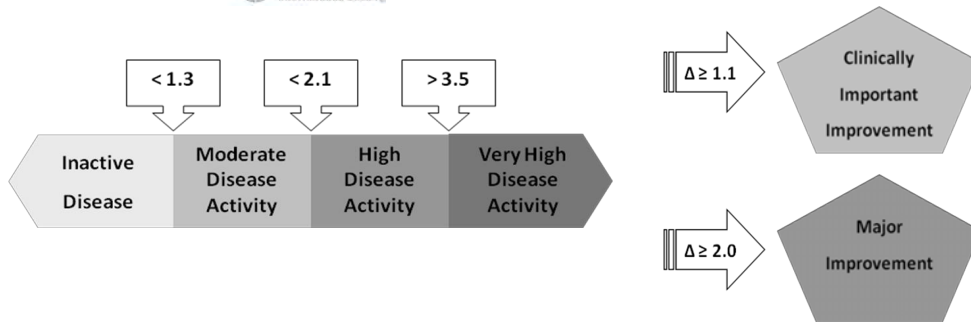 < 1.3
< 2.1
> 3.5
Inactive
Disease
Moderate
Disease
Activity
High
Disease
Activity
Very High
Disease
Activity
Δ ≥ 1.1
Clinically
Important
Improvement
Δ ≥ 2.0
Major
Improvement